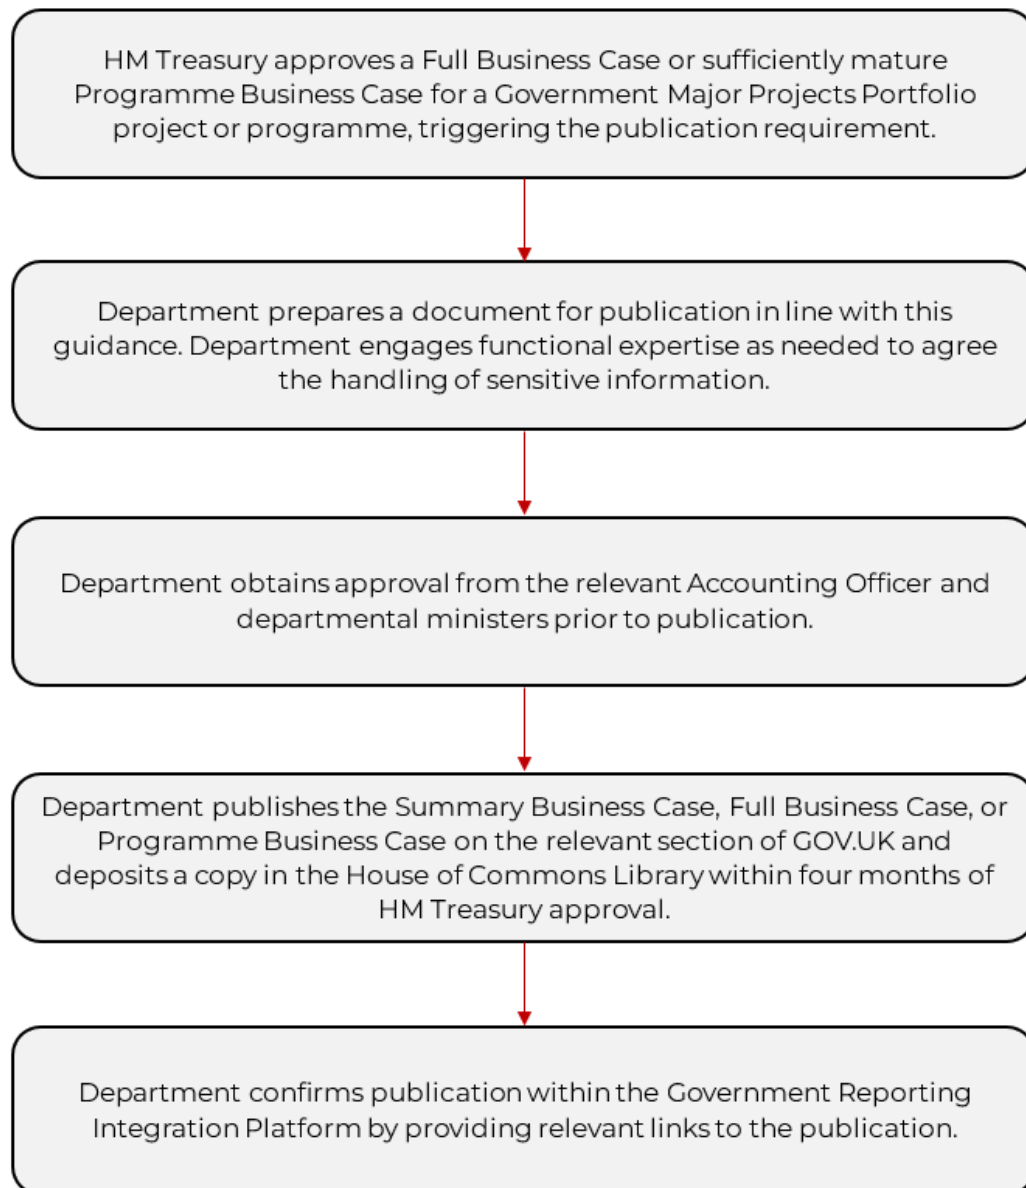 HM Treasury approves a Full Business Case or sufficiently mature
Programme Business Case for a Government Major Projects Portfolio
project or programme, triggering the publication requirement.
Department prepares a document for publication in line with this
guidance. Department engages functional expertise as needed to agree
the handling of sensitive information.
Department obtains approval from the relevant Accounting Officer and
departmental ministers prior to publication.
Department publishes the Summary Business Case, Full Business Case, or
Programme Business Case on the relevant section of GOV.UK and
deposits a copy in the House of Commons Library within four months of
HM Treasury approval.
Department confirms publication within the Government Reporting
Integration Platform by providing relevant links to the publication.